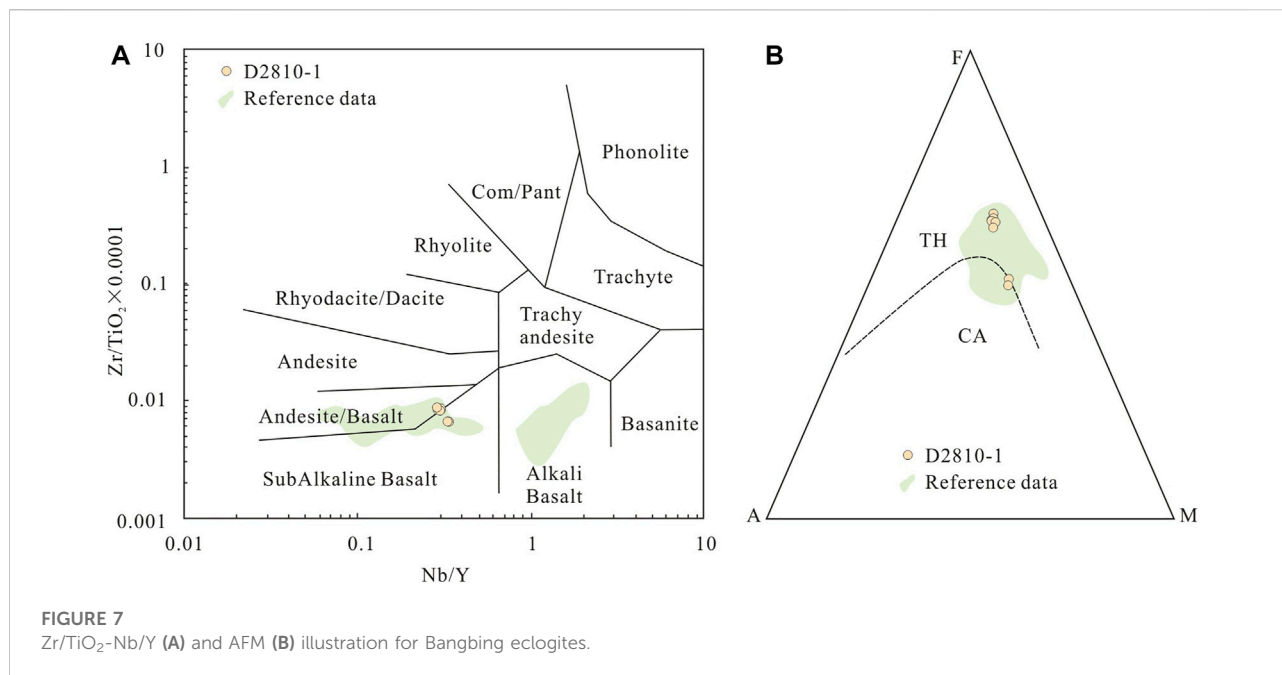 A
10
D2810-1
Reference data
Phonolite
1
Com/Pant
Rhyolite
Trachyte
0.1
Rhyodacite/Dacite
Trachy
andesite
Andesite
0.01
Andesite/Basalt
Basanite
SubAlkaline Basalt
Alkali
Basalt
0.001
0.01
0.1
1
10
Zr/TiO₂×0.0001
Nb/Y
B
F
TH
CA
D2810-1
Reference data
A
M
FIGURE 7
Zr/TiO₂-Nb/Y (A) and AFM (B) illustration for Bangbing eclogites.